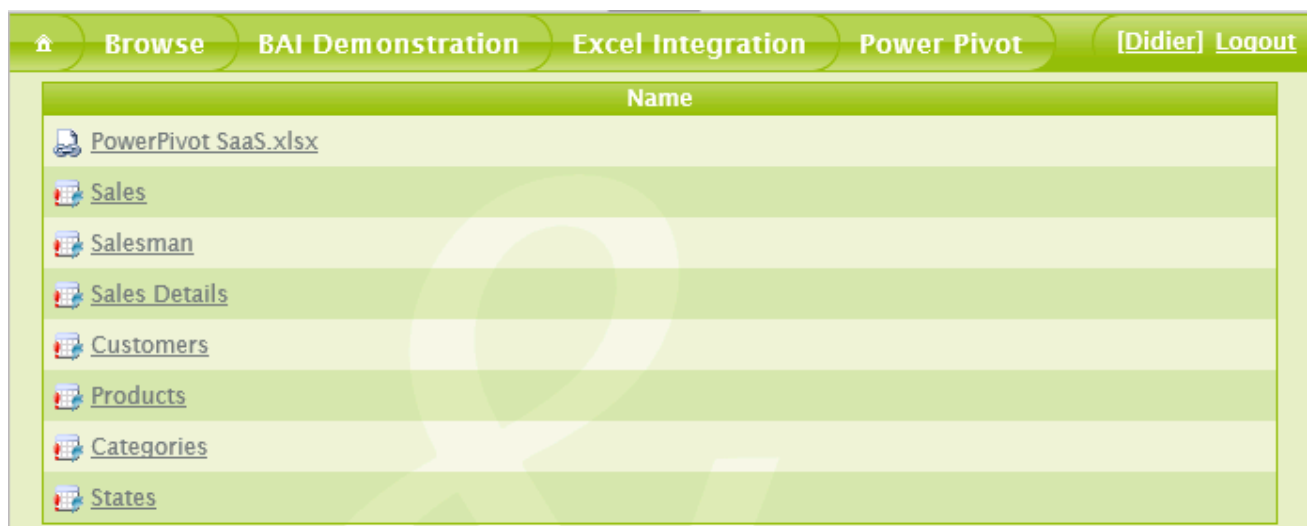 Browse BAI Demonstration Excel Integration Power Pivot [Didier] Logout
Name
PowerPivot SaaS.xlsx
Sales
Salesman
Sales Details
Customers
Products
Categories
States